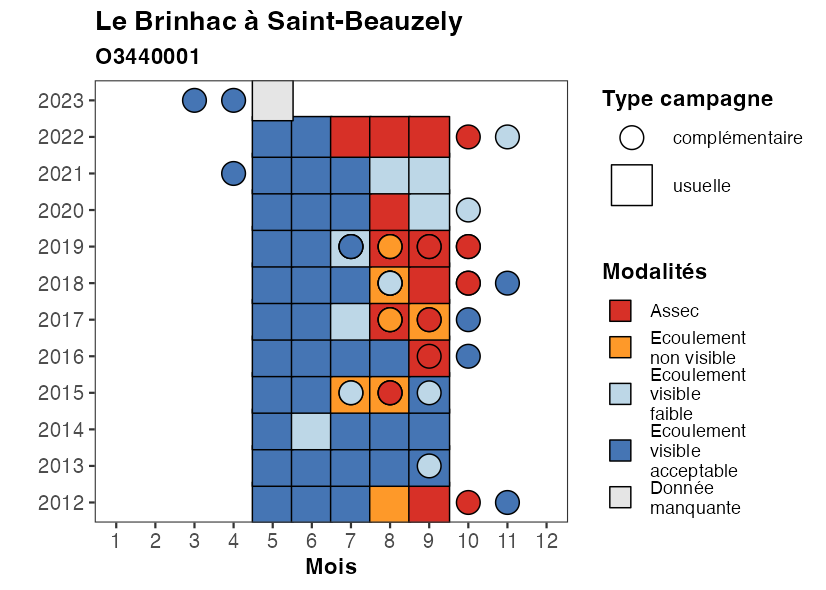 Le Brinhac à Saint-Beauzely
O3440001
2023
2022
2021
2020
2019
2018
2017
2016
2015
2014
2013
2012
1 2 3 4 5 6 7 8 9 10 11 12
Mois
Type campagne
complémentaire
usuelle
Modalités
Assec
Ecoulement
non visible
Ecoulement
visible
faible
Ecoulement
visible
acceptable
Donnée
manquante